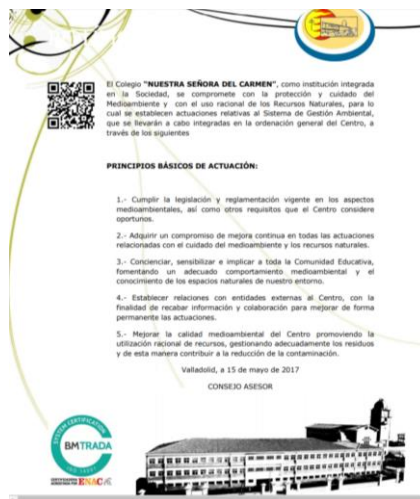 El Colegio "NUESTRA SEÑORA DEL CARMEN", como institución integrada
en la Sociedad, se compromete con la protección y cuidado del
Medioambiente y con el uso racional de los Recursos Naturales, para lo
cual se establecen actuaciones relativas al Sistema de Gestión Ambiental,
que se llevarán a cabo integradas en la ordenación general del Centro, a
través de los siguientes
PRINCIPIOS BÁSICOS DE ACTUACIÓN:
1.- Cumplir la legislación y reglamentación vigente en los aspectos
medioambientales, así como otros requisitos que el Centro considere
oportunos.
2.- Adquirir un compromiso de mejora continua en todas las actuaciones
relacionadas con el cuidado del medioambiente y los recursos naturales.
3.- Concienciar, sensibilizar e implicar a toda la Comunidad Educativa,
fomentando un adecuado comportamiento medioambiental y el
conocimiento de los espacios naturales de nuestro entorno.
4.- Establecer relaciones con entidades externas al Centro, con la
finalidad de recabar información y colaboración para mejorar de forma
permanente las actuaciones.
5.- Mejorar la calidad medioambiental del Centro promoviendo la
utilización racional de recursos, gestionando adecuadamente los residuos
y de esta manera contribuir a la reducción de la contaminación.
Valladolid, a 15 de mayo de 2017
CONSEJO ASESOR
SYSTEM CERTIFICATION
BMTRADA
ENAC